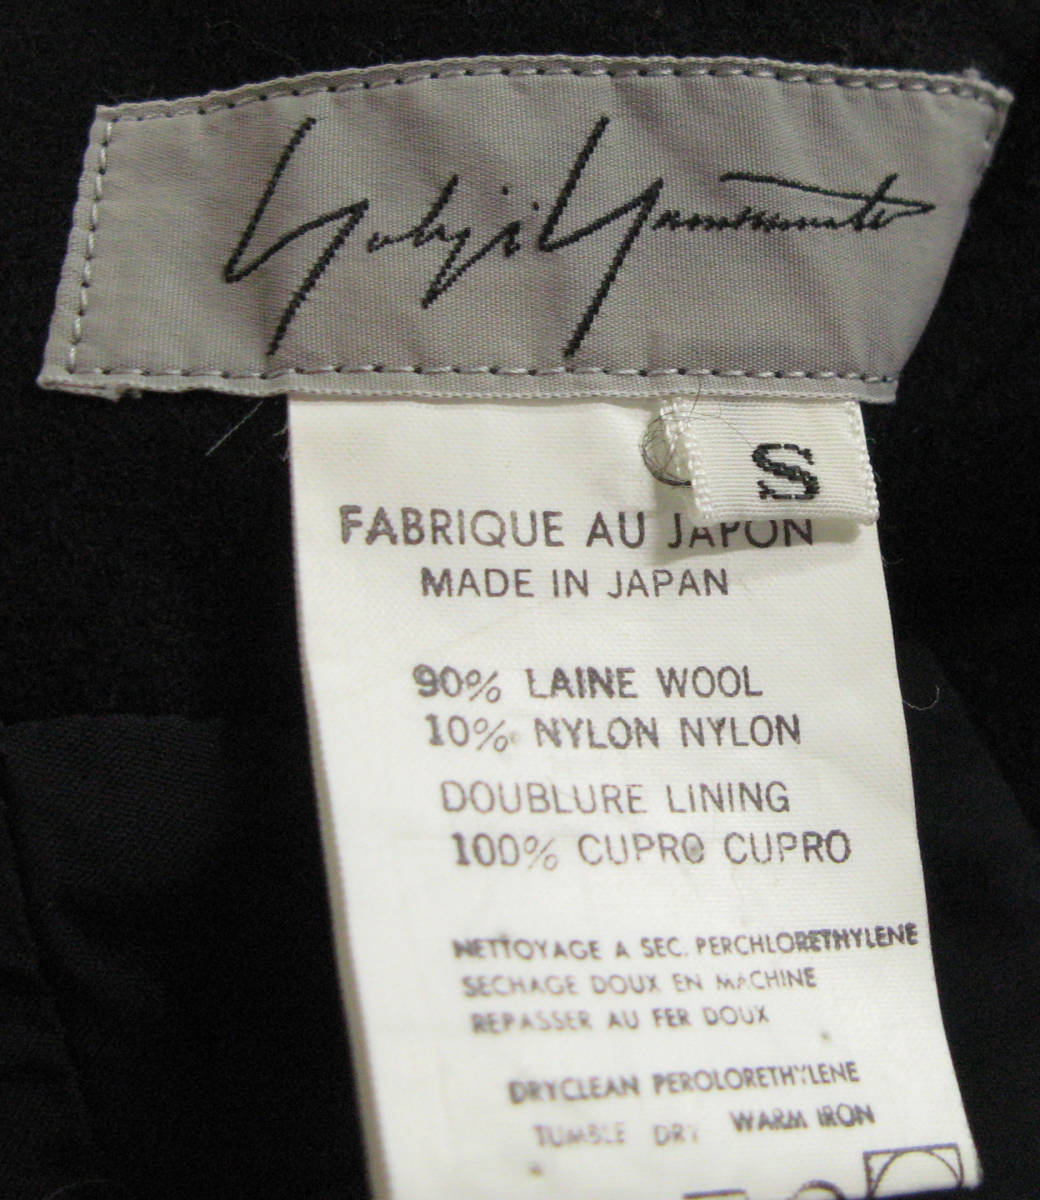 Yohji Yamamoto
S
FABRIQUE AU JAPON
MADE IN JAPAN
90% LAINE WOOL
10% NYLON NYLON
DOUBLURE LINING
100% CUPRO CUPRO
NETTOYAGE A SEC. PERCHLORETHYLENE
SECHAGE DOUX EN MACHINE
REPASSER AU FER DOUX
DRYCLEAN PEROLORETHYLENE
TUMBLE DRY WARM IRON